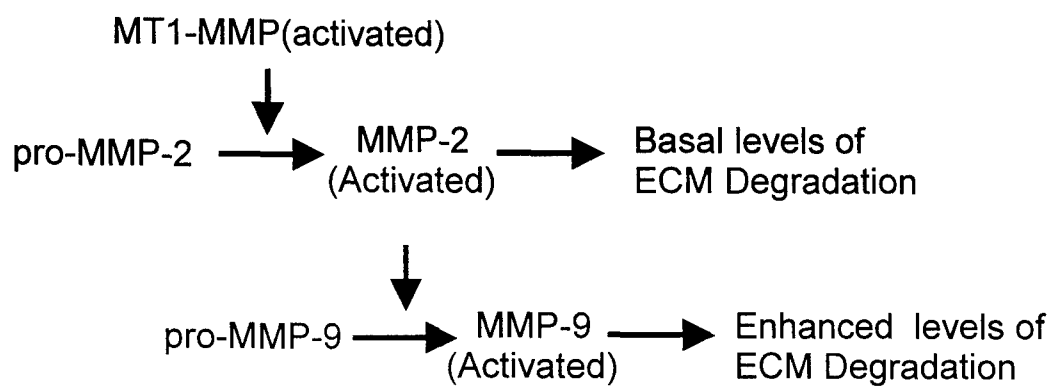 MT1-MMP(activated)
pro-MMP-2
MMP-2
(Activated)
Basal levels of
ECM Degradation
pro-MMP-9
MMP-9
(Activated)
Enhanced levels of
ECM Degradation